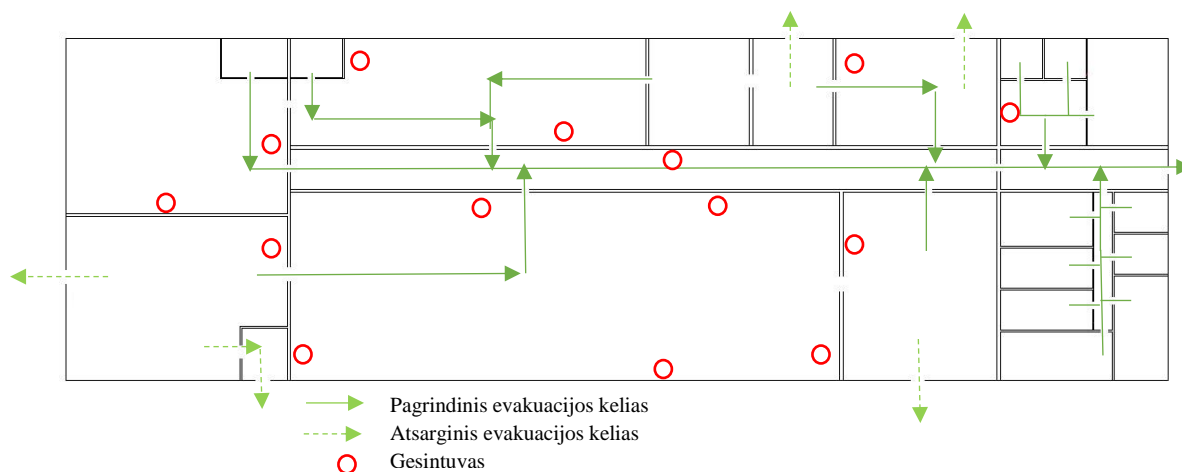 Pagrindinis evakuacijos kelias
Atsarginis evakuacijos kelias
Gesintuvas